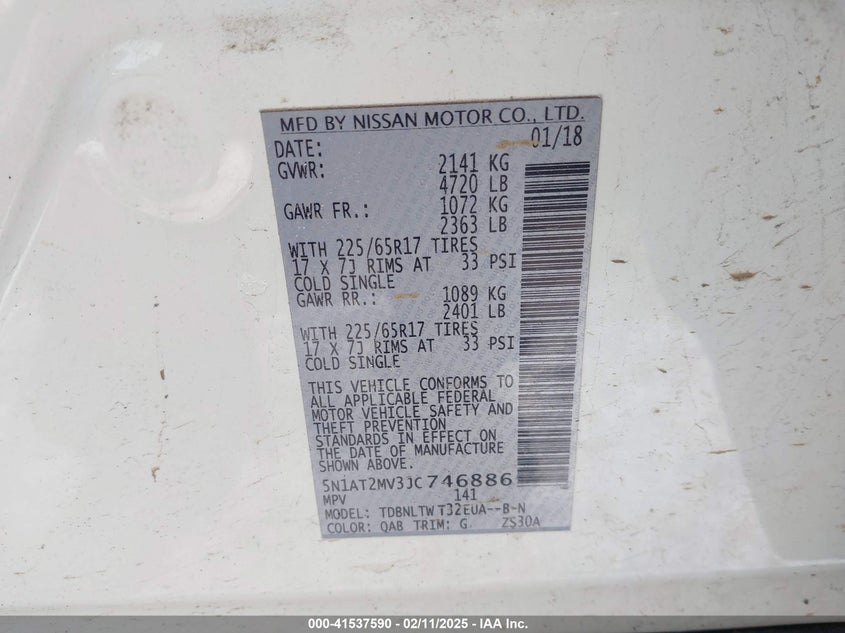 MFD BY NISSAN MOTOR CO., LTD.
DATE: 01/18
GVWR: 2141 KG
4720 LB
GAWR FR.: 1072 KG
2363 LB
WITH 225/65R17 TIRES
17 X 7J RIMS AT 33 PSI
COLD SINGLE
GAWR RR.: 1089 KG
2401 LB
WITH 225/65R17 TIRES
17 X 7J RIMS AT 33 PSI
COLD SINGLE
THIS VEHICLE CONFORMS TO
ALL APPLICABLE FEDERAL
MOTOR VEHICLE SAFETY AND
THEFT PREVENTION
STANDARDS IN EFFECT ON
THE DATE OF MANUFACTURE
SHOWN ABOVE.
5N1AT2MV3JC746886
MPV 141
MODEL: TDBNLTW T32EUA--B-N
COLOR: QAB TRIM: G ZS30A
000-41537590 - 02/11/2025 - IAA Inc.